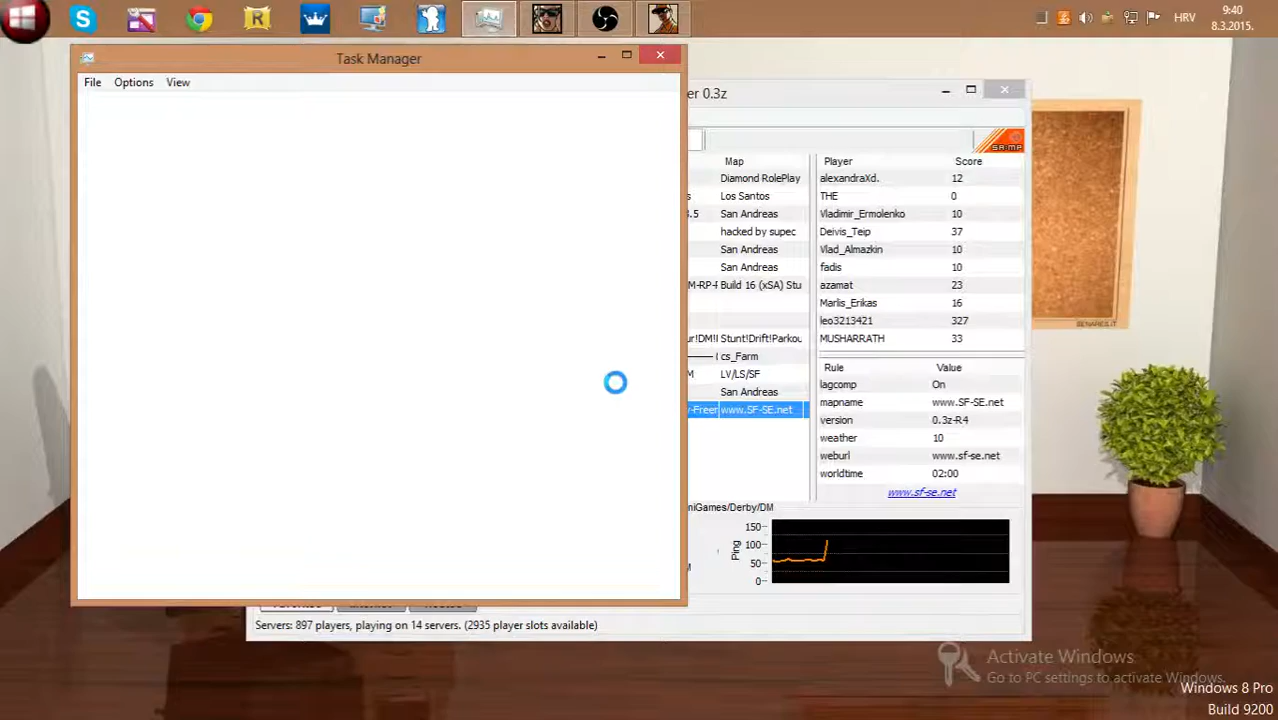 HRV
9:40
8.3.2015.
Task Manager
File Options View
er 0.3z
SA:MP
Map
Diamond RolePlay
Los Santos
3.5 San Andreas
hacked by supec
San Andreas
San Andreas
M-RP-F Build 16 (xSA) Stu
Stunt!Drift!Parkou
cs_Farm
M LV/LS/SF
San Andreas
y-Freer www.SF-SE.net
Player Score
alexandraXd. 12
THE 0
Vladimir_Ermolenko 10
Deivis_Teip 37
Vlad_Almazkin 10
fadis 10
azamat 23
Marlis_Erikas 16
leo3213421 327
MUSHARRATH 33
Rule Value
lagcomp On
mapname www.SF-SE.net
version 0.3z-R4
weather 10
weburl www.sf-se.net
worldtime 02:00
www.sf-se.net
niGames/Derby/DM
Ping
150
100
50
0
Servers: 897 players, playing on 14 servers. (2935 player slots available)
Activate Windows
Go to PC settings to activate Windows.
Windows 8 Pro
Build 9200